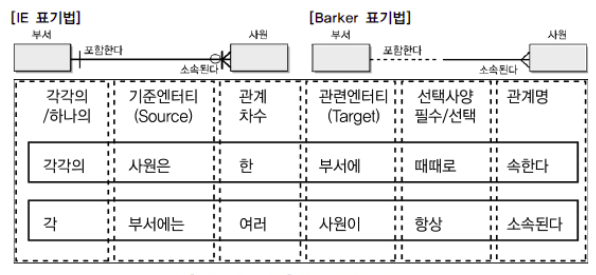 [IE 표기법] [Barker 표기법]
부서 사원 부서 사원
포함한다 포함한다
소속된다 소속된다
각각의 기준엔터티 관계 관련엔터티 선택사양 관계명
/하나의 (Source) 차수 (Target) 필수/선택
각각의 사원은 한 부서에 때때로 속한다
각 부서에는 여러 사원이 항상 소속된다